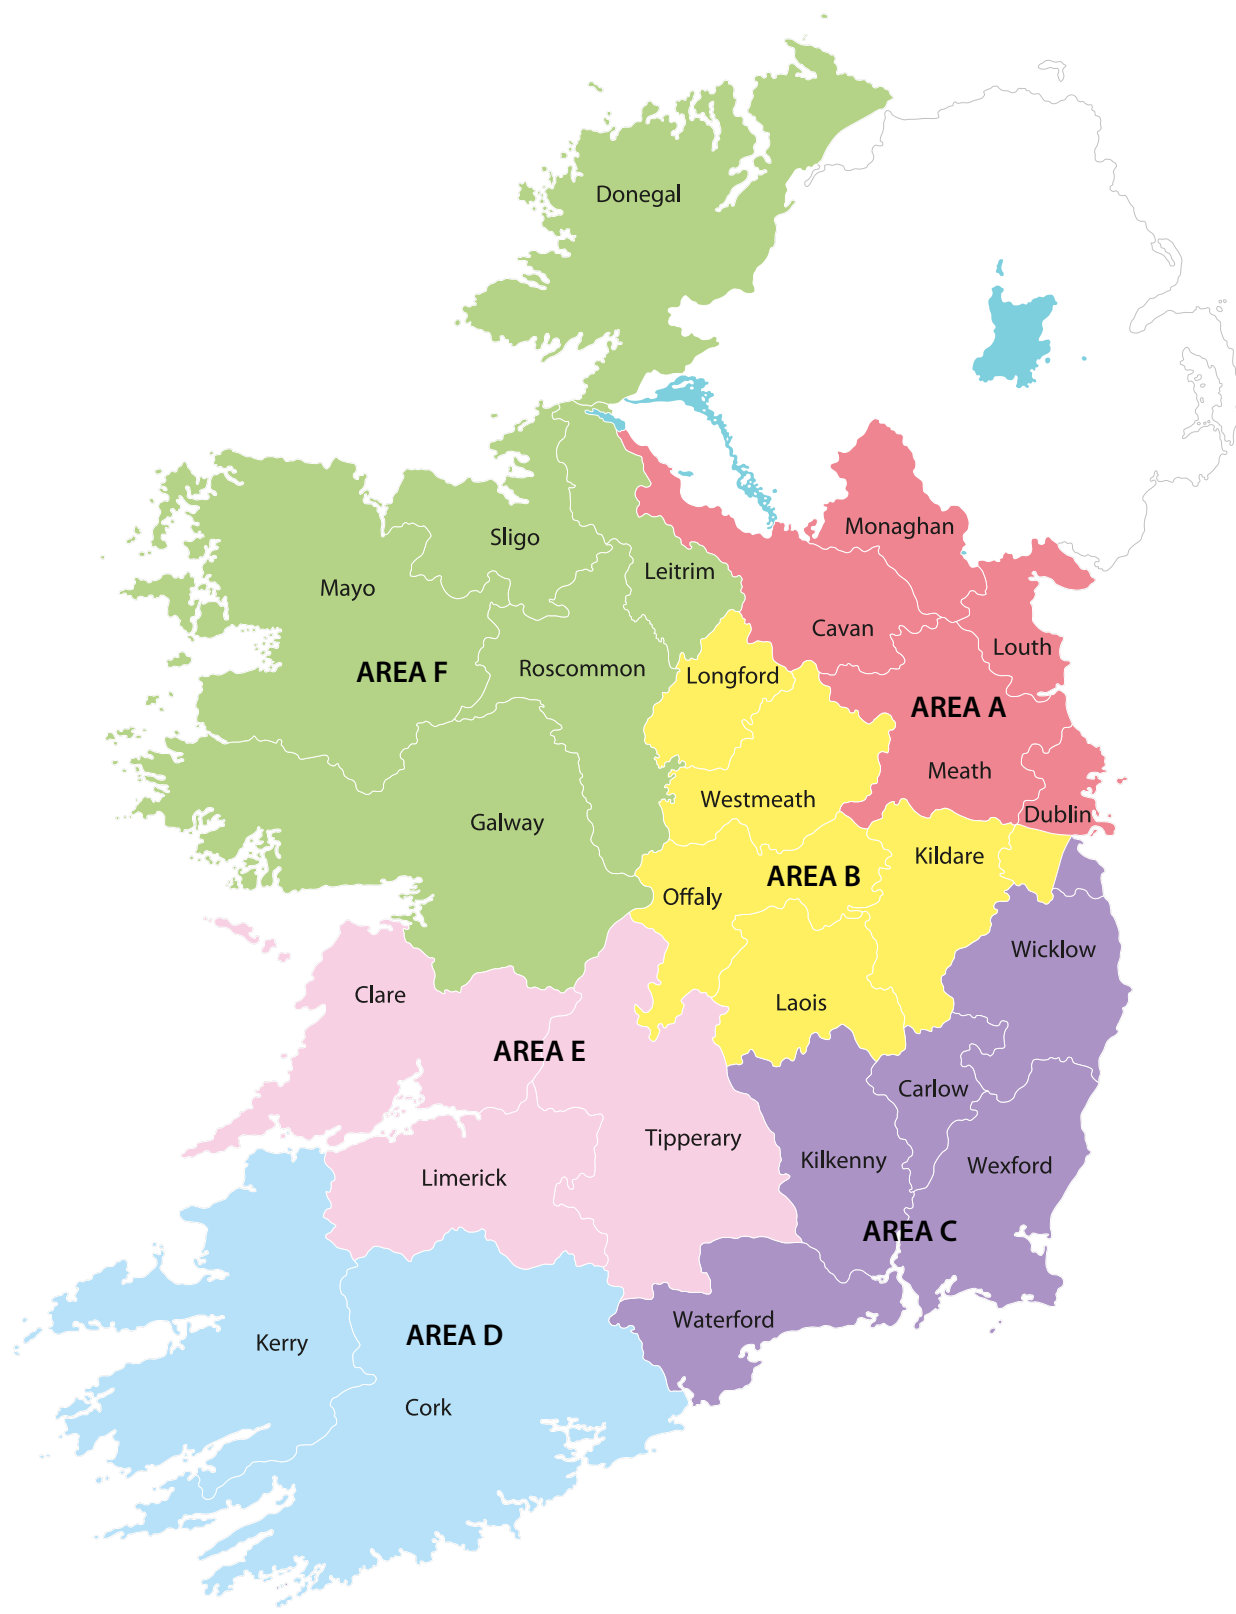 Donegal
Monaghan
Sligo
Leitrim
Mayo
Cavan
Louth
AREA F
Roscommon
Longford
AREA A
Meath
Westmeath
Dublin
Galway
Kildare
AREA B
Offaly
Wicklow
Clare
Laois
AREA E
Carlow
Tipperary
Kilkenny
Wexford
Limerick
AREA C
Waterford
AREA D
Kerry
Cork